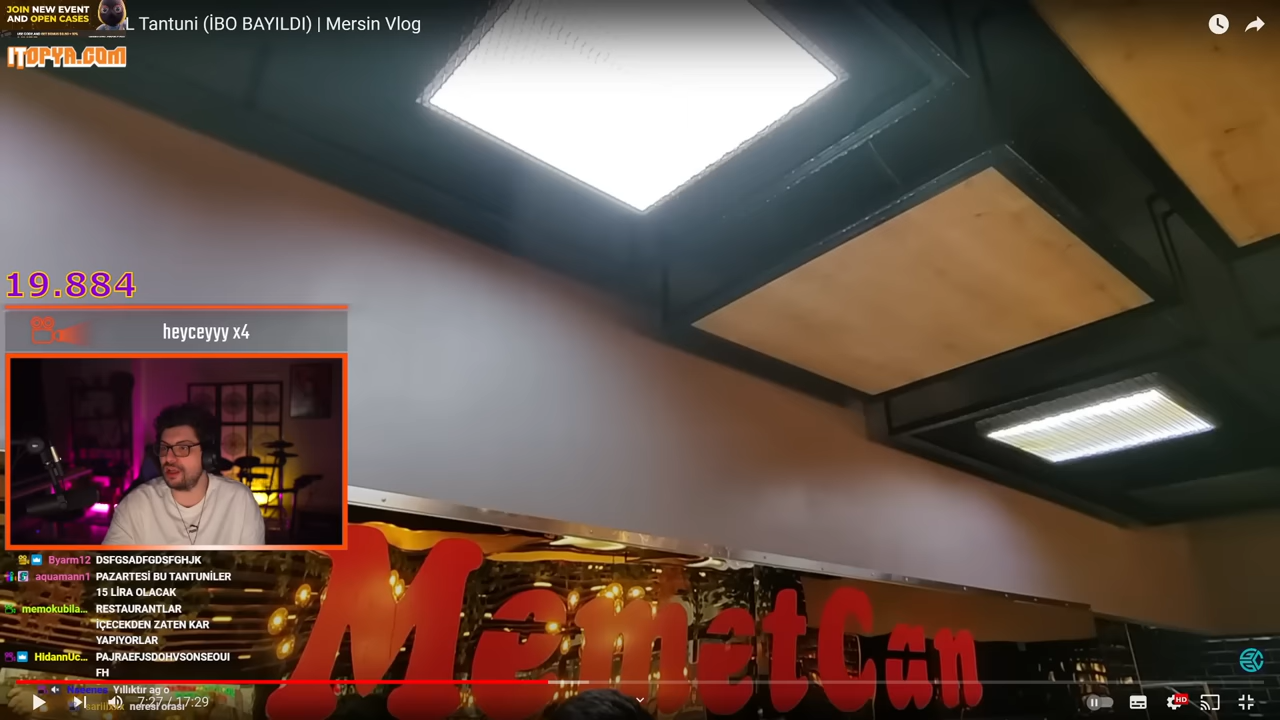 JOIN NEW EVENT
AND OPEN CASES
L Tantuni (İBO BAYILDI) | Mersin Vlog
ITOPYA.COM
19.884
heyceyyy x4
Byarm12 DSFGSADFGDSFGHJK
aquamann1 PAZARTESİ BU TANTUNİLER
15 LİRA OLACAK
memokubila... RESTAURANTLAR
İÇECEKDEN ZATEN KAR
YAPIYORLAR
HıdannUc... PAJRAEFJSDOHVSONSEOUI
FH
Yıllıktır ag o
neresi orası
7:27 / 17:29
HD
MemetCan